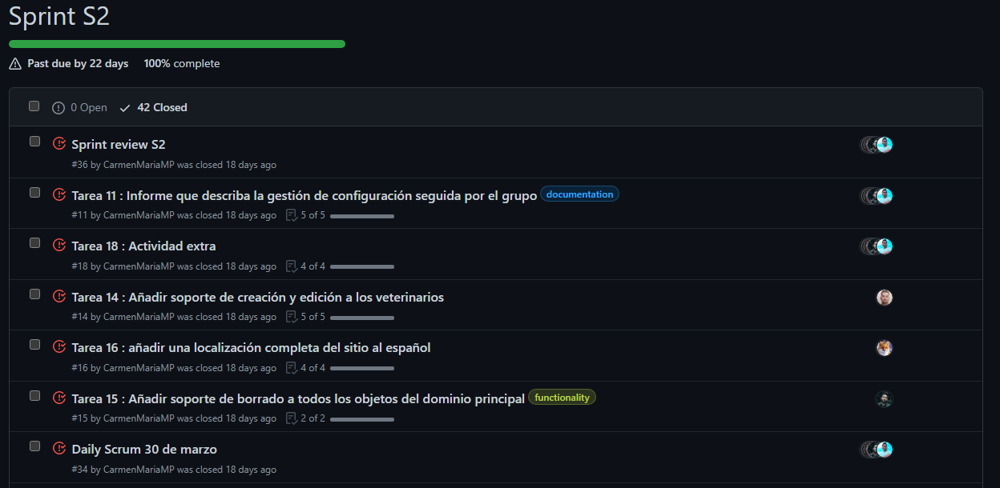 Sprint S2
Past due by 22 days 100% complete
0 Open 42 Closed
Sprint review S2
#36 by CarmenMariaMP was closed 18 days ago
Tarea 11 : Informe que describa la gestión de configuración seguida por el grupo documentation
#11 by CarmenMariaMP was closed 18 days ago 5 of 5
Tarea 18 : Actividad extra
#18 by CarmenMariaMP was closed 18 days ago 4 of 4
Tarea 14 : Añadir soporte de creación y edición a los veterinarios
#14 by CarmenMariaMP was closed 18 days ago 5 of 5
Tarea 16 : añadir una localización completa del sitio al español
#16 by CarmenMariaMP was closed 18 days ago 4 of 4
Tarea 15 : Añadir soporte de borrado a todos los objetos del dominio principal functionality
#15 by CarmenMariaMP was closed 18 days ago 2 of 2
Daily Scrum 30 de marzo
#34 by CarmenMariaMP was closed 18 days ago